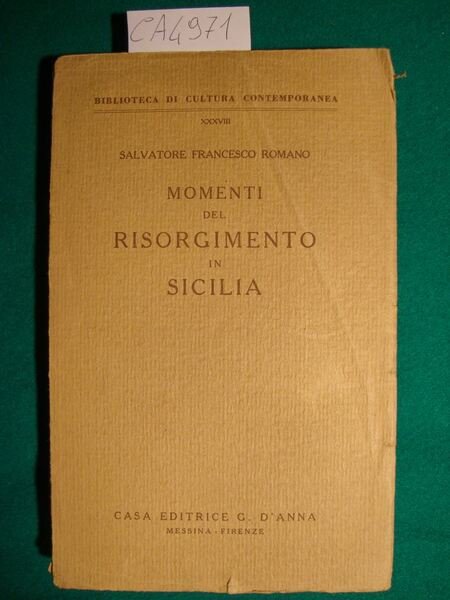 CA4971
BIBLIOTECA DI CULTURA CONTEMPORANEA
XXXVIII
SALVATORE FRANCESCO ROMANO
MOMENTI
DEL
RISORGIMENTO
IN
SICILIA
CASA EDITRICE G. D'ANNA
MESSINA - FIRENZE